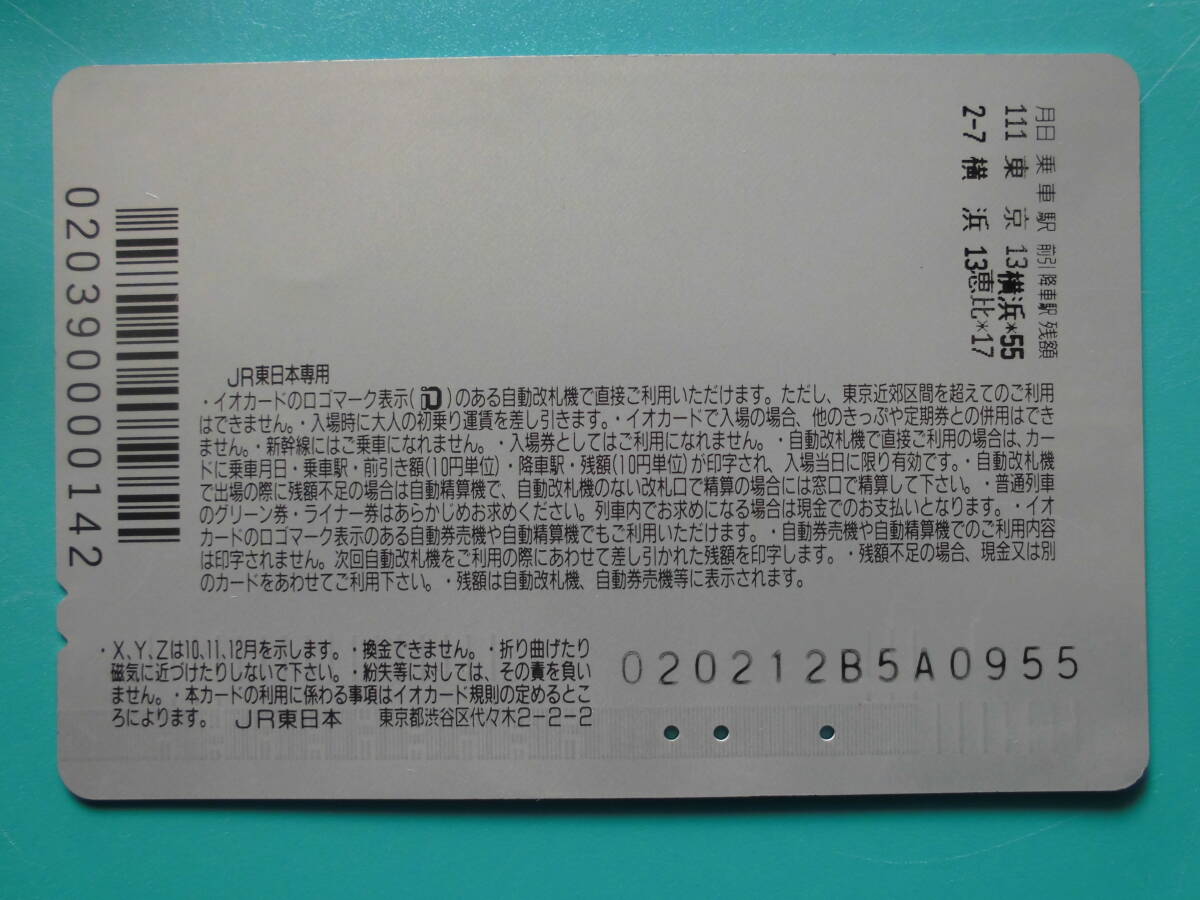 月日 乗車駅 前引 降車駅 残額
111 東京 13横浜*55
2-7 横浜 13恵比*17
0203900000142
JR東日本専用
・イオカードのロゴマーク表示( )のある自動改札機で直接ご利用いただけます。ただし、東京近郊区間を超えてのご利用
はできません。・入場時に大人の初乗り運賃を差し引きます。・イオカードで入場の場合、他のきっぷや定期券との併用はでき
ません。・新幹線にはご乗車になれません。・入場券としてはご利用になれません。・自動改札機で直接ご利用の場合は、カー
ドに乗車月日・乗車駅・前引き額(10円単位)・降車駅・残額(10円単位)が印字され、入場当日に限り有効です。・自動改札機
で出場の際に残額不足の場合は自動精算機で、自動改札機のない改札口で精算の場合には窓口で精算して下さい。・普通列車
のグリーン券・ライナー券はあらかじめお求めください。列車内でお求めになる場合は現金でのお支払いとなります。・イオ
カードのロゴマーク表示のある自動券売機や自動精算機でもご利用いただけます。・自動券売機や自動精算機でのご利用内容
は印字されません。次回自動改札機をご利用の際にあわせて差し引かれた残額を印字します。・残額不足の場合、現金又は別
のカードをあわせてご利用下さい。・残額は自動改札機、自動券売機等に表示されます。
・X、Y、Zは10、11、12月を示します。・換金できません。・折り曲げたり
磁気に近づけたりしないで下さい。・紛失等に対しては、その責を負い
ません。・本カードの利用に係わる事項はイオカード規則の定めるとこ
ろによります。 JR東日本 東京都渋谷区代々木2-2-2
020212B5A0955